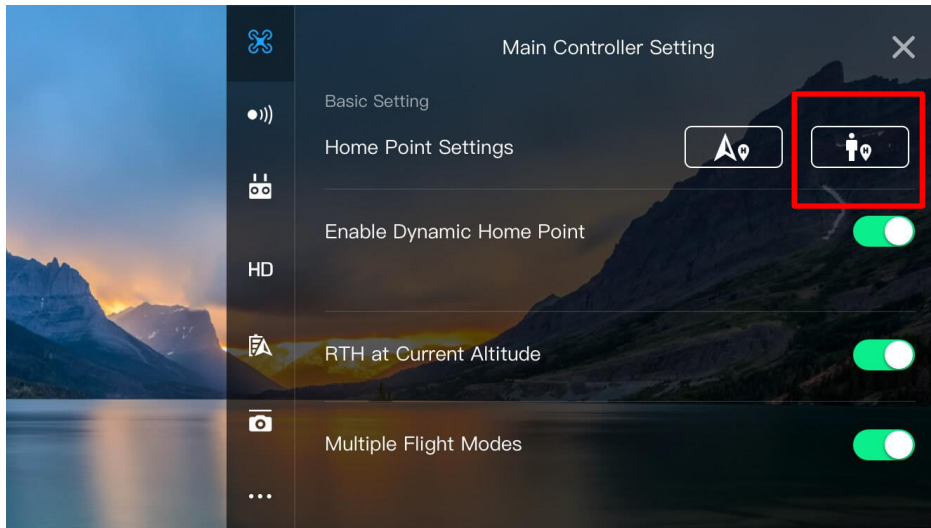 Main Controller Setting
Basic Setting
Home Point Settings
H
H
Enable Dynamic Home Point
HD
RTH at Current Altitude
Multiple Flight Modes